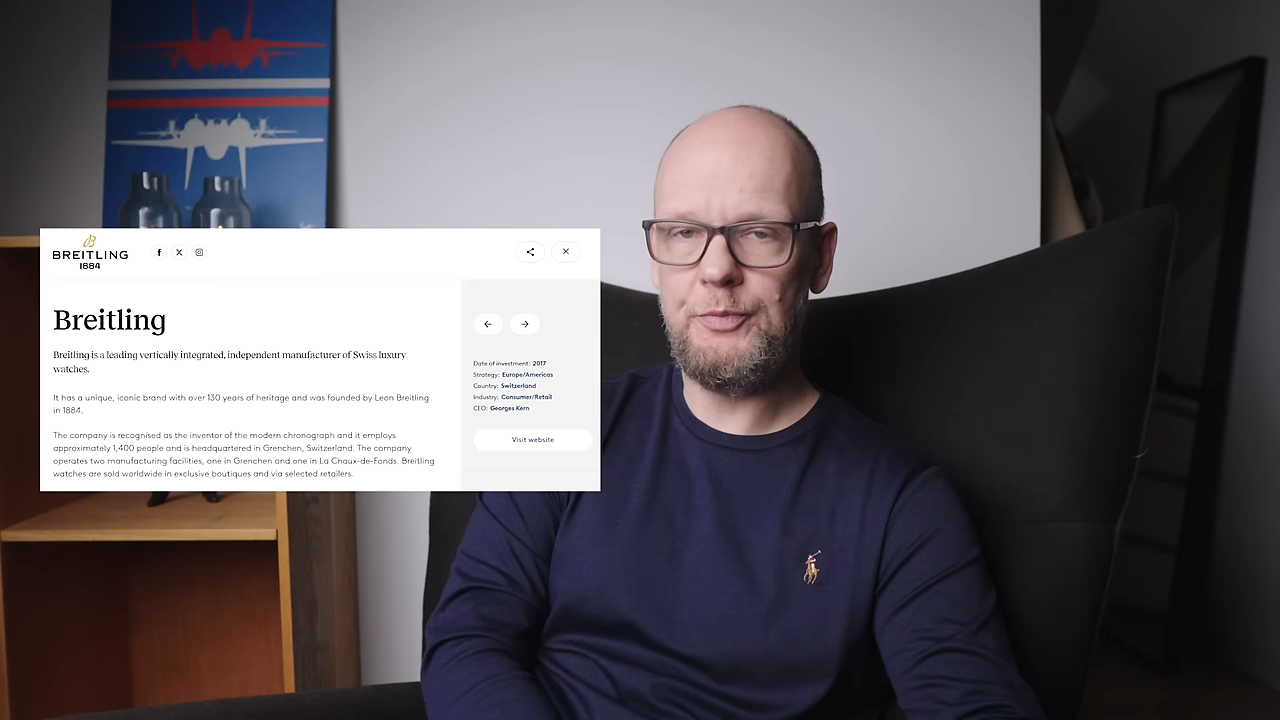 BREITLING
1884
Breitling
Breitling is a leading vertically integrated, independent manufacturer of Swiss luxury
watches.
It has a unique, iconic brand with over 130 years of heritage and was founded by Leon Breitling
in 1884.
The company is recognised as the inventor of the modern chronograph and it employs
approximately 1,400 people and is headquartered in Grenchen, Switzerland. The company
operates two manufacturing facilities, one in Grenchen and one in La Chaux-de-Fonds. Breitling
watches are sold worldwide in exclusive boutiques and via selected retailers.
Date of investment: 2017
Strategy: Europe/Americas
Country: Switzerland
Industry: Consumer/Retail
CEO: Georges Kern
Visit website